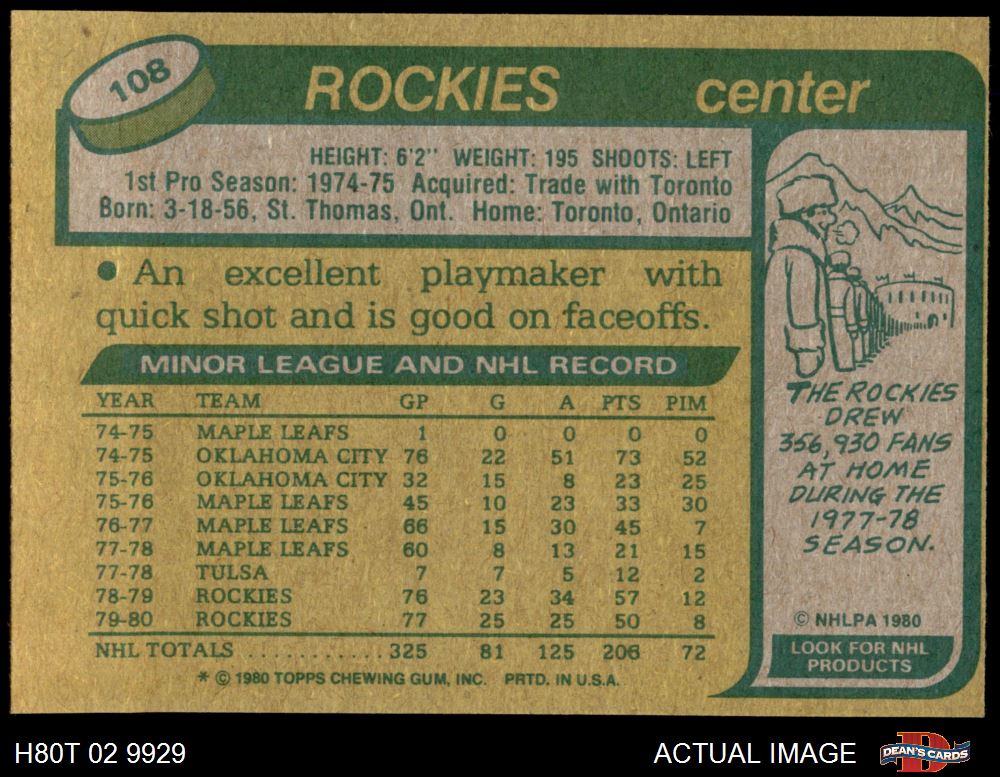 108
ROCKIES center
HEIGHT: 6'2" WEIGHT: 195 SHOOTS: LEFT
1st Pro Season: 1974-75 Acquired: Trade with Toronto
Born: 3-18-56, St. Thomas, Ont. Home: Toronto, Ontario
● An excellent playmaker with
quick shot and is good on faceoffs.
MINOR LEAGUE AND NHL RECORD
YEAR TEAM GP G A PTS PIM
74-75 MAPLE LEAFS 1 0 0 0 0
74-75 OKLAHOMA CITY 76 22 51 73 52
75-76 OKLAHOMA CITY 32 15 8 23 25
75-76 MAPLE LEAFS 45 10 23 33 30
76-77 MAPLE LEAFS 66 15 30 45 7
77-78 MAPLE LEAFS 60 8 13 21 15
77-78 TULSA 7 7 5 12 2
78-79 ROCKIES 76 23 34 57 12
79-80 ROCKIES 77 25 25 50 8
NHL TOTALS ............325 81 125 206 72
* © 1980 TOPPS CHEWING GUM, INC. PRTD. IN U.S.A.
THE ROCKIES
DREW
356,930 FANS
AT HOME
DURING THE
1977-78
SEASON.
© NHLPA 1980
LOOK FOR NHL
PRODUCTS
H80T 02 9929
ACTUAL IMAGE
DEAN'S CARDS